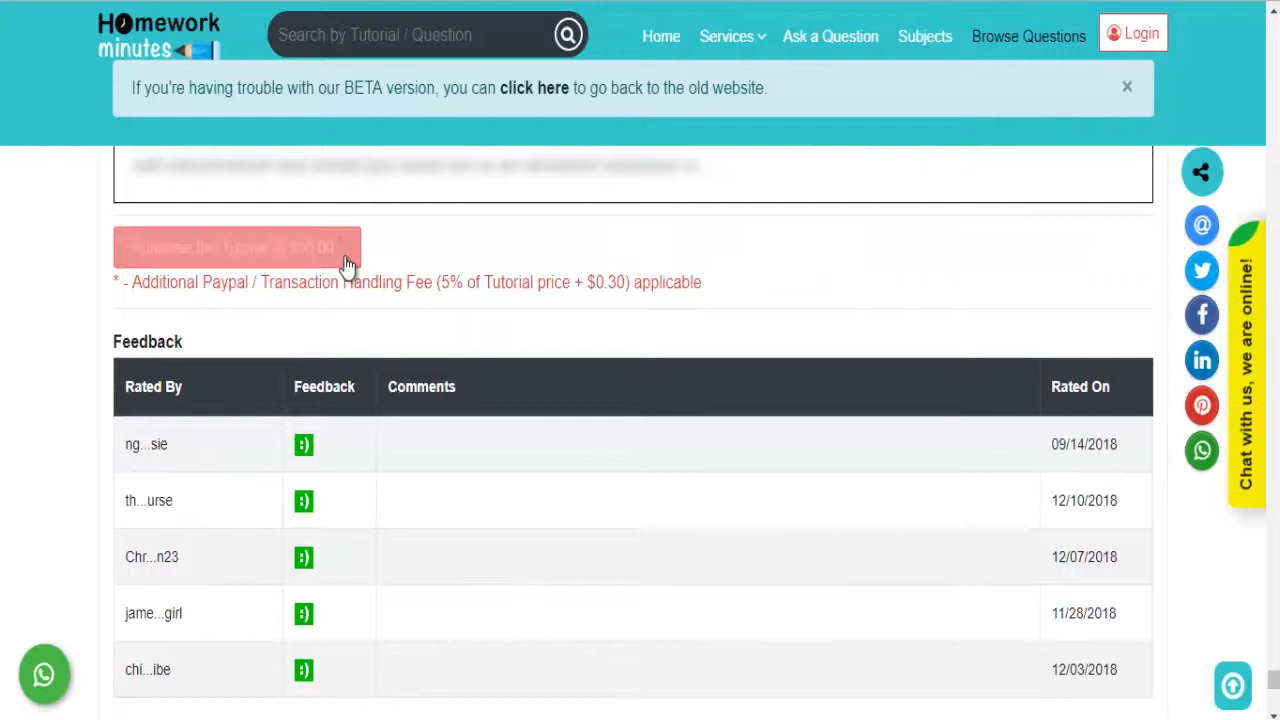 Homework
minutes
Search by Tutorial / Question
Home Services Ask a Question Subjects Browse Questions Login
If you're having trouble with our BETA version, you can click here to go back to the old website.
×
* - Additional Paypal / Transaction Handling Fee (5% of Tutorial price + $0.30) applicable
Feedback
Rated By Feedback Comments Rated On
ng...sie :) 09/14/2018
th...urse :) 12/10/2018
Chr...n23 :) 12/07/2018
jame...girl :) 11/28/2018
chi...ibe :) 12/03/2018
Chat with us, we are online!